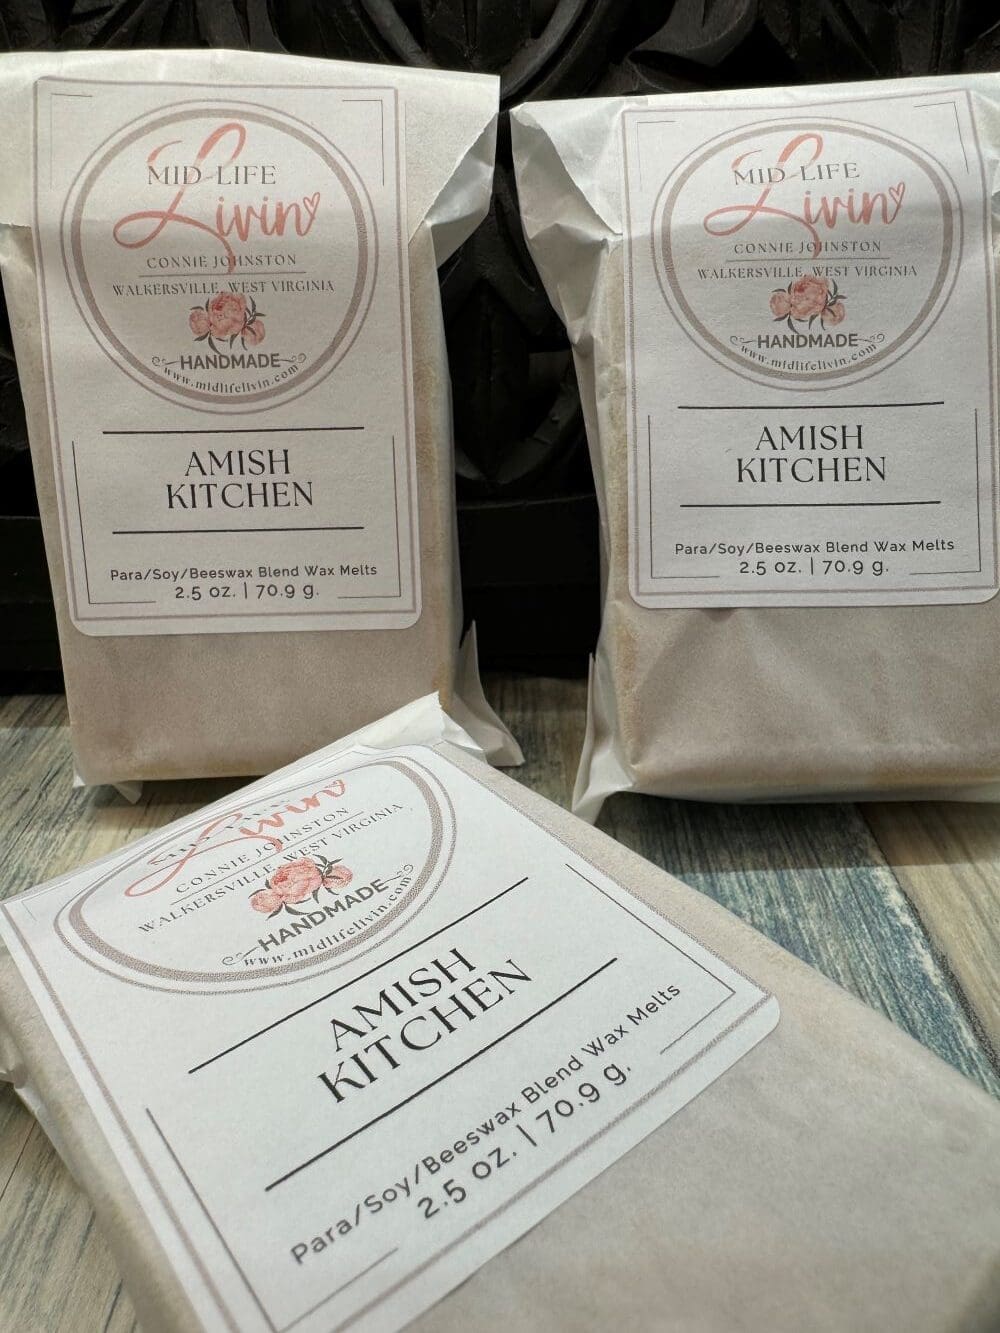 MID-LIFE
Livin
CONNIE JOHNSTON
WALKERSVILLE, WEST VIRGINIA
HANDMADE
www.midlifelivin.com
AMISH
KITCHEN
Para/Soy/Beeswax Blend Wax Melts
2.5 oz. | 70.9 g.
MID-LIFE
Livin
CONNIE JOHNSTON
WALKERSVILLE, WEST VIRGINIA
HANDMADE
www.midlifelivin.com
AMISH
KITCHEN
Para/Soy/Beeswax Blend Wax Melts
2.5 oz. | 70.9 g.
Livin
CONNIE JOHNSTON
WALKERSVILLE, WEST VIRGINIA
HANDMADE
www.midlifelivin.com
AMISH
KITCHEN
Para/Soy/Beeswax Blend Wax Melts
2.5 oz. | 70.9 g.